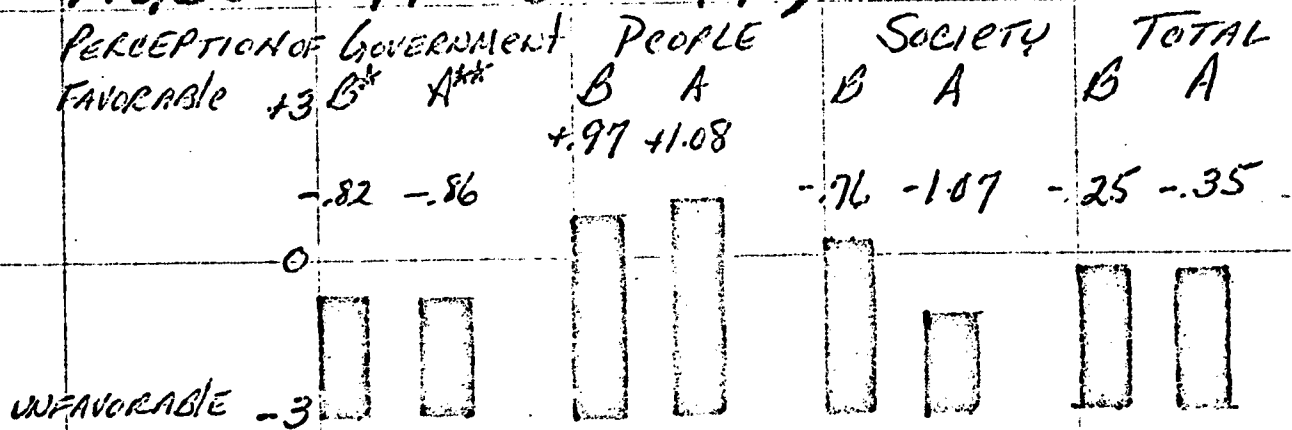 PERCEPTION OF GOVERNMENT PEOPLE SOCIETY TOTAL
FAVORABLE +3 B* A** B A B A B A
+.97 +1.08
-.82 -.86 -.76 -1.07 -.25 -.35
0
UNFAVORABLE -3